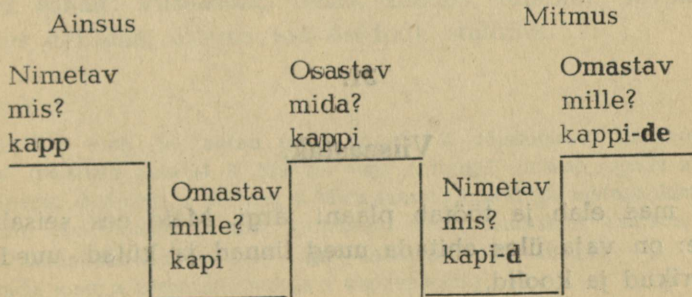 Ainsus
Mitmus
Nimetav
mis?
kapp
Omastav
mille?
kapi
Osastav
mida?
kappi
Nimetav
mis?
kapi-d
Omastav
mille?
kappi-de